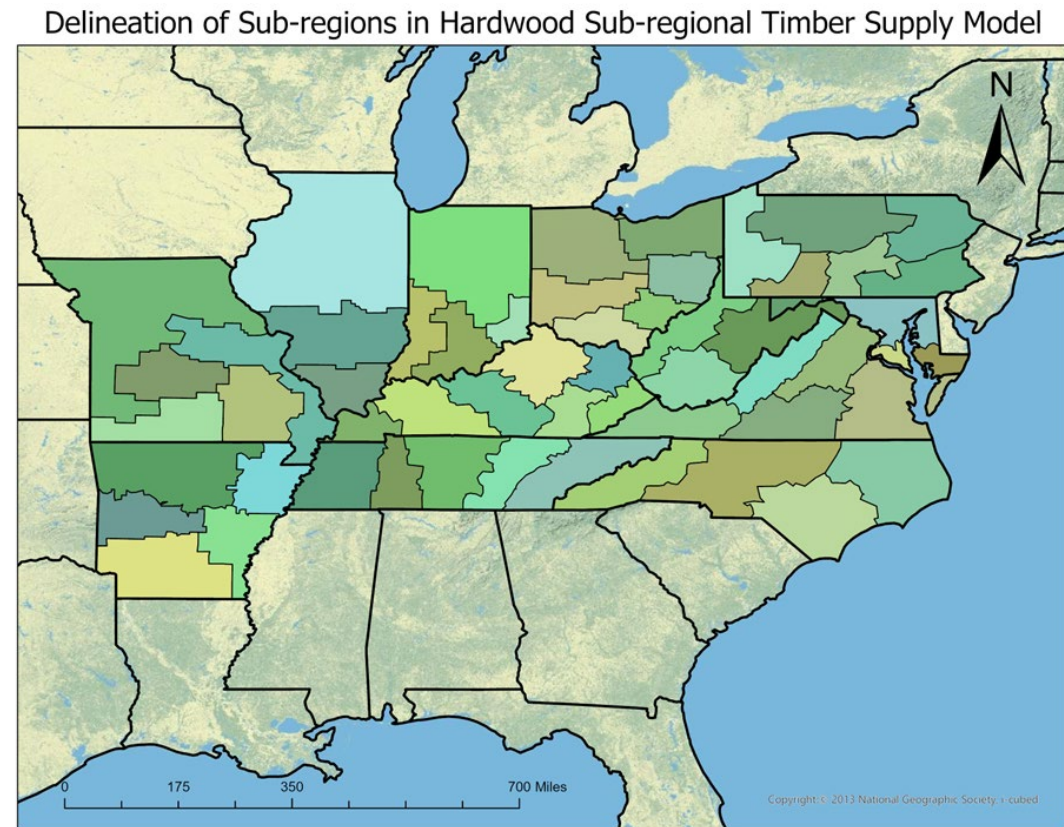 Delineation of Sub-regions in Hardwood Sub-regional Timber Supply Model
N
0 175 350 700 Miles
Copyright:© 2013 National Geographic Society, i-cubed